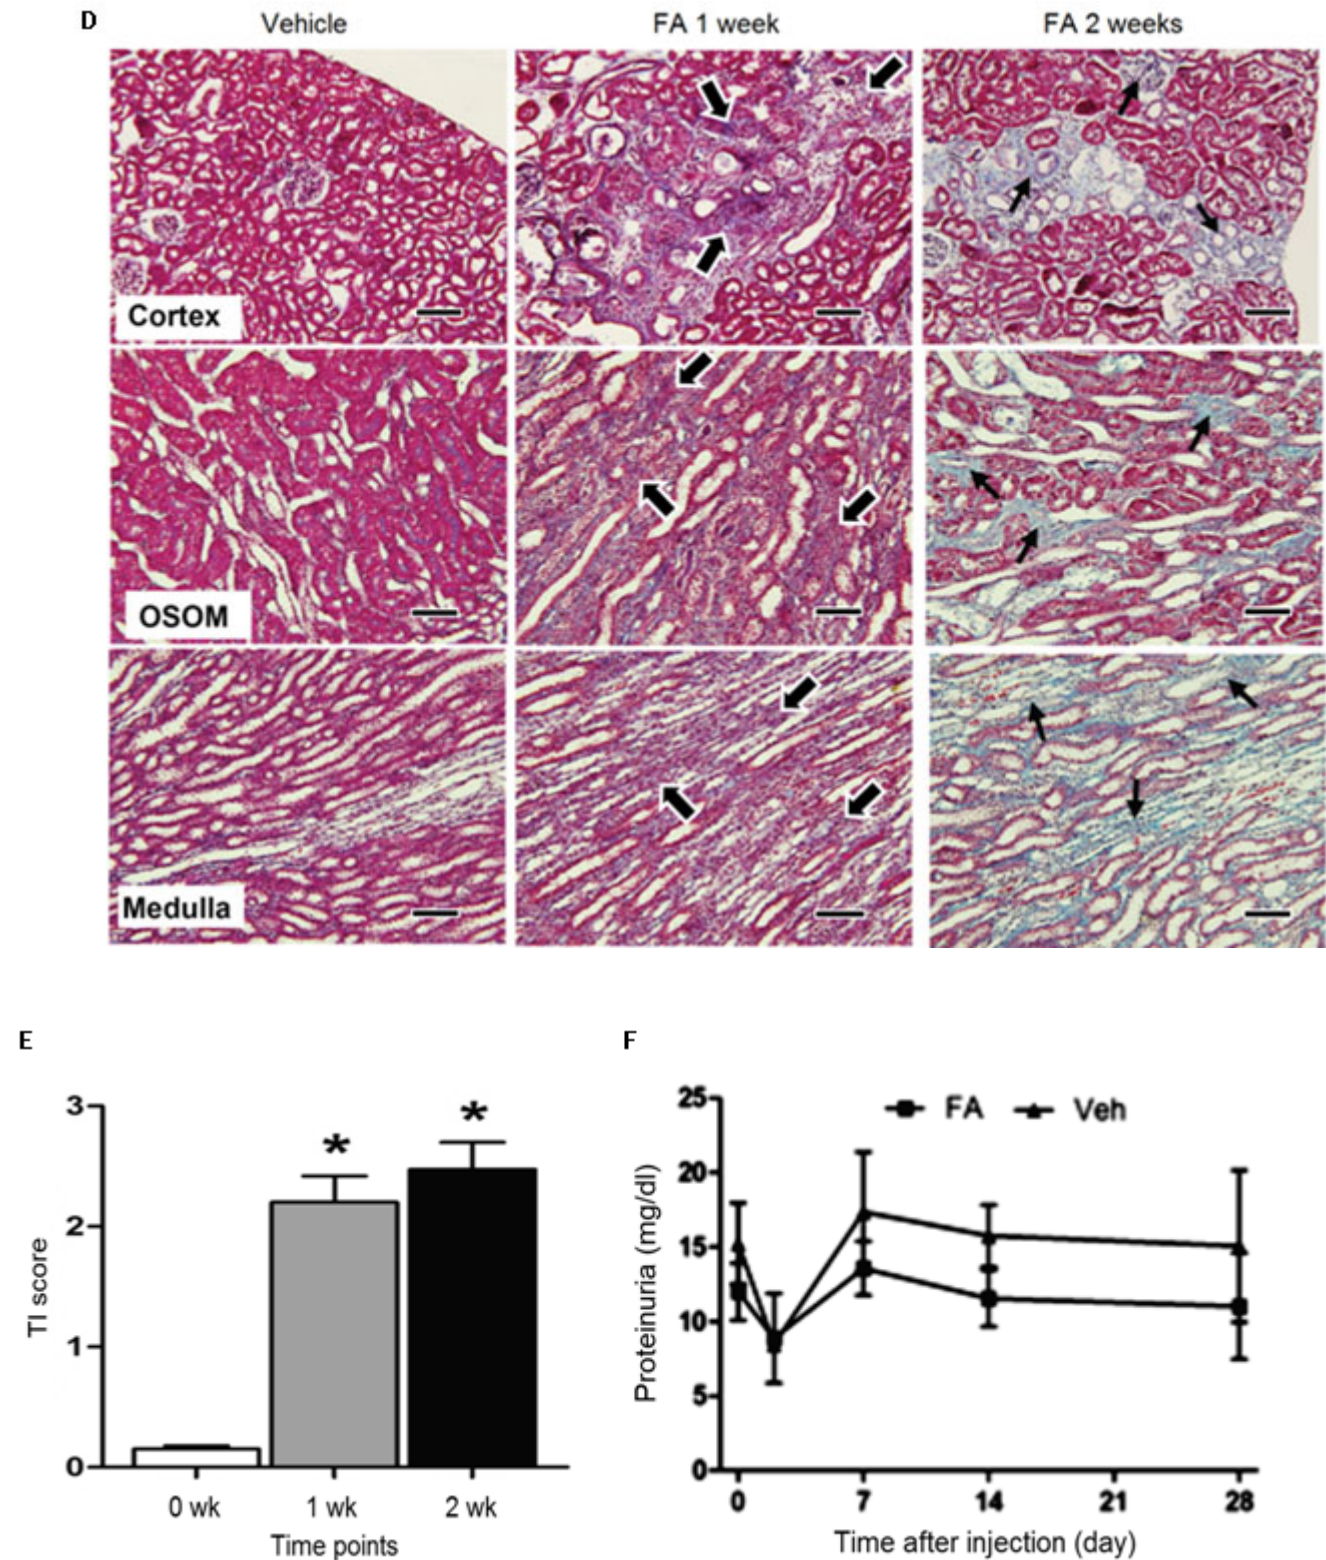 D
Vehicle
FA 1 week
FA 2 weeks
Cortex
OSOM
Medulla
E
F
3
2
1
0
TI score
*
*
0 wk
1 wk
2 wk
Time points
25
20
15
10
5
0
Proteinuria (mg/dl)
FA
Veh
0
7
14
21
28
Time after injection (day)